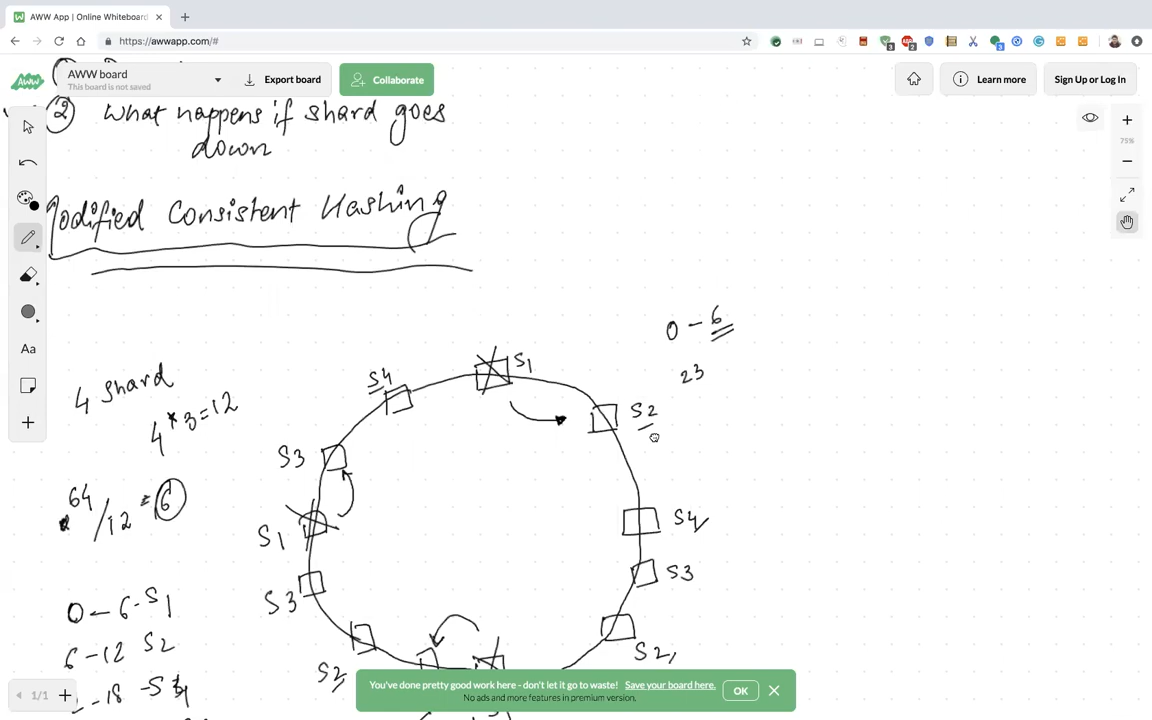 AWW App | Online Whiteboard
https://awwapp.com/#
AWW board
This board is not saved
Export board
Collaborate
Learn more
Sign Up or Log In
75%
2 What happens if shard goes
down
Modified Consistent Hashing
0 - 6
23
4 shard
4 * 3 = 12
64 / 12 = 6
S1
S2
S4
S3
S2
S2
S3
S1
S3
S4
0 - 6 - S1
6 - 12 S2
- 18 - S
Aa
1/1
You've done pretty good work here - don't let it go to waste! Save your board here.
No ads and more features in premium version.
OK